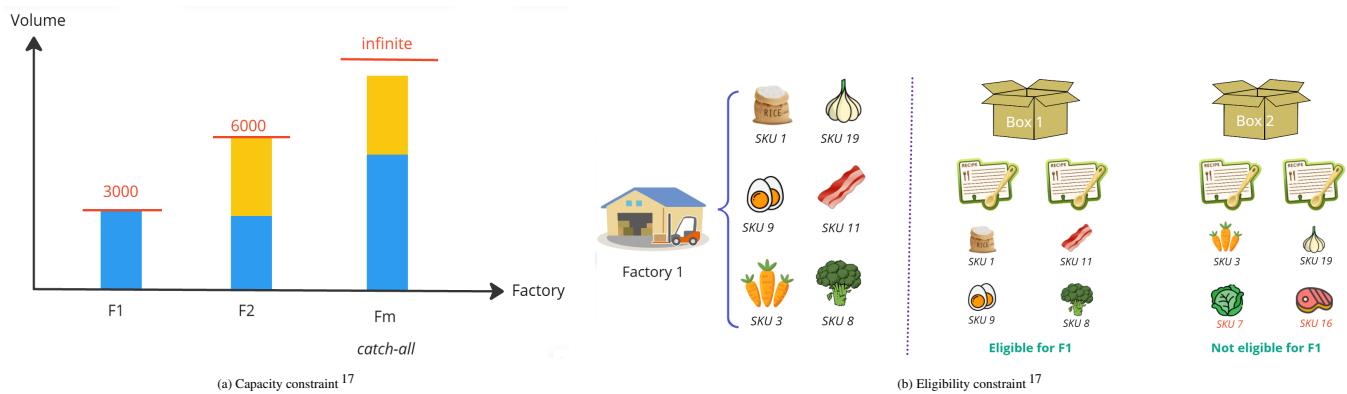 Volume
infinite
6000
3000
F1
F2
Fm
Factory
catch-all
(a) Capacity constraint 17
Factory 1
RICE
SKU 1
SKU 19
SKU 9
SKU 11
SKU 3
SKU 8
Box 1
RECIPE
RECIPE
RICE
SKU 1
SKU 11
SKU 9
SKU 8
Eligible for F1
Box 2
RECIPE
RECIPE
SKU 3
SKU 19
SKU 7
SKU 16
Not eligible for F1
(b) Eligibility constraint 17